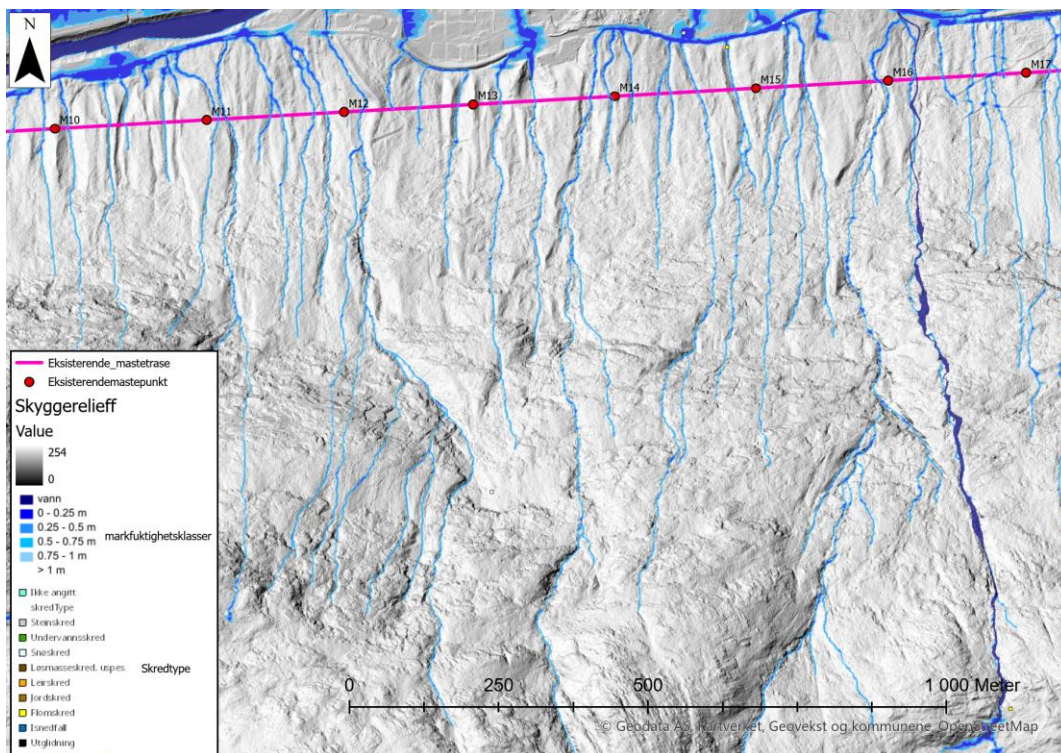 N
M10
M11
M12
M13
M14
M15
M16
M17
Eksisterende_mastetrase
Eksisterendemastepunkt
Skyggerelieff
Value
254
0
vann
0 - 0.25 m
0.25 - 0.5 m
0.5 - 0.75 m
0.75 - 1 m
> 1 m
markfuktighetsklasser
Ikke angitt
skredType
Steinskred
Undervannsskred
Snøskred
Løsmasseskred, uspes.
Leirskred
Jordskred
Flomskred
Isnedfall
Utglidning
Skredtype
0 250 500 1 000 Meter
© Geodata AS, Kartverket, Geovekst og kommunene, OpenStreetMap